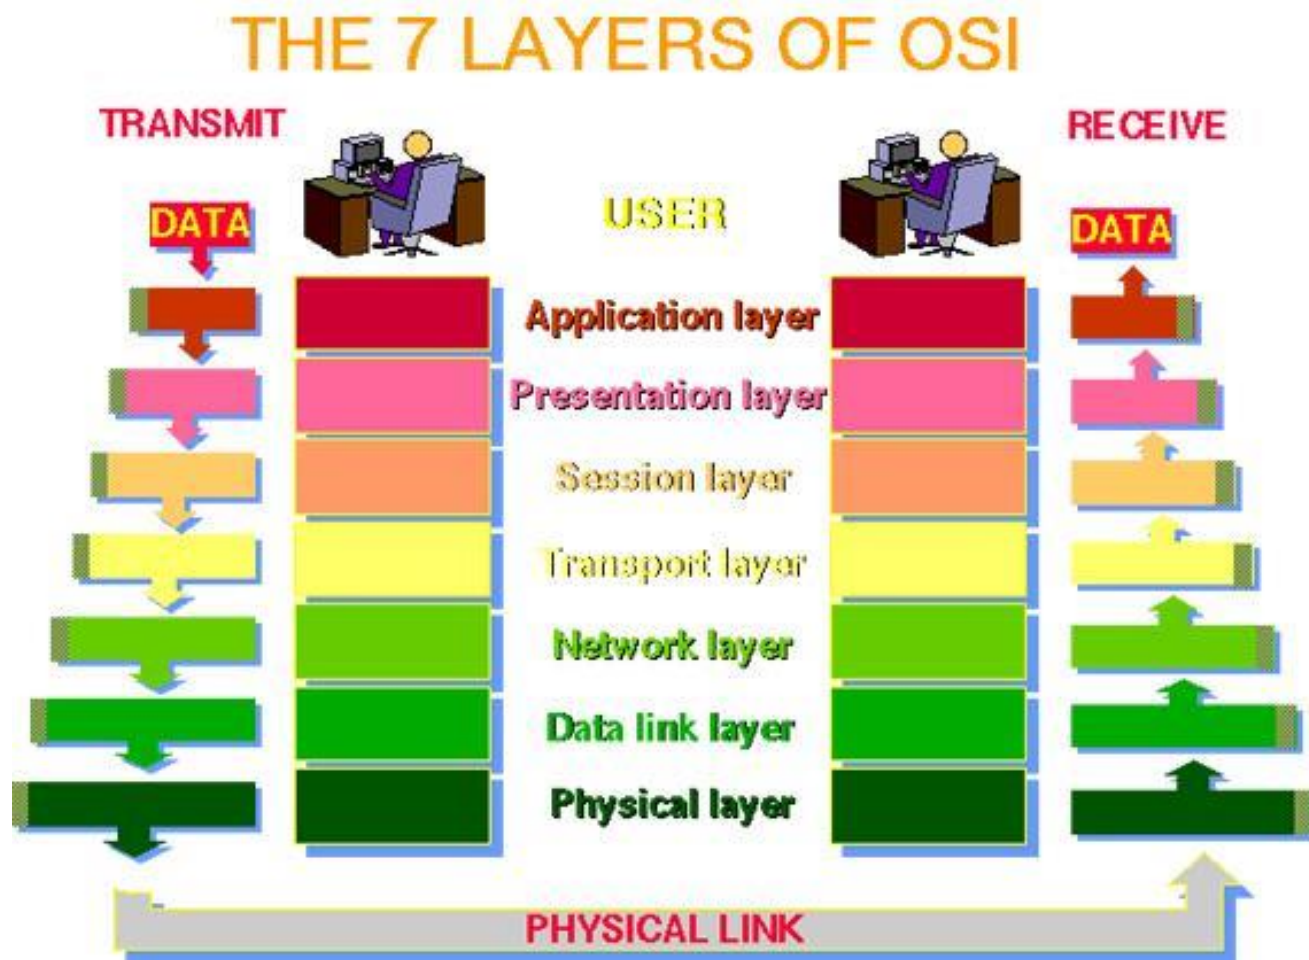 THE 7 LAYERS OF OSI
TRANSMIT
RECEIVE
DATA
USER
DATA
Application layer
Presentation layer
Session layer
Transport layer
Network layer
Data link layer
Physical layer
PHYSICAL LINK